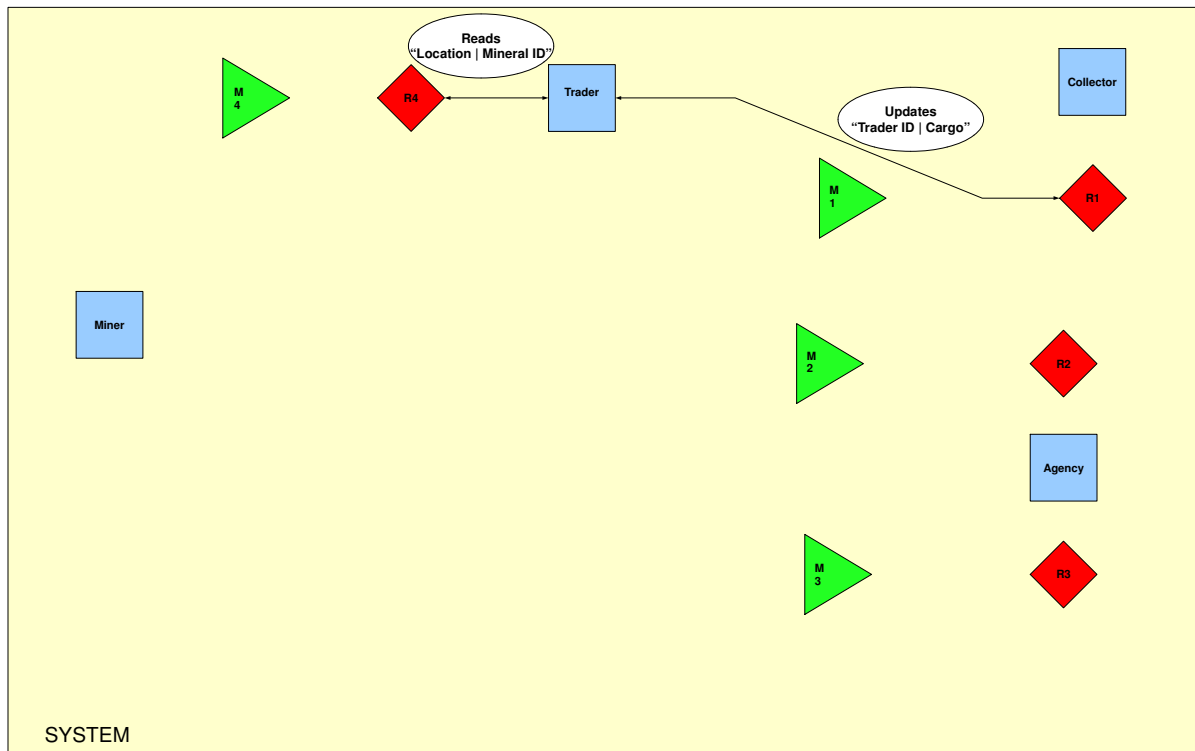 Reads
“Location | Mineral ID”
M
4
R4
Trader
Collector
Updates
“Trader ID | Cargo”
M
1
R1
Miner
M
2
R2
Agency
M
3
R3
SYSTEM